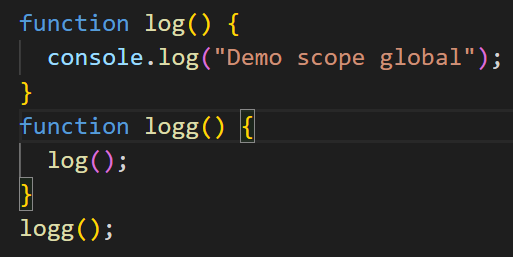 function log() {
  console.log("Demo scope global");
}
function logg() {
  log();
}
logg();